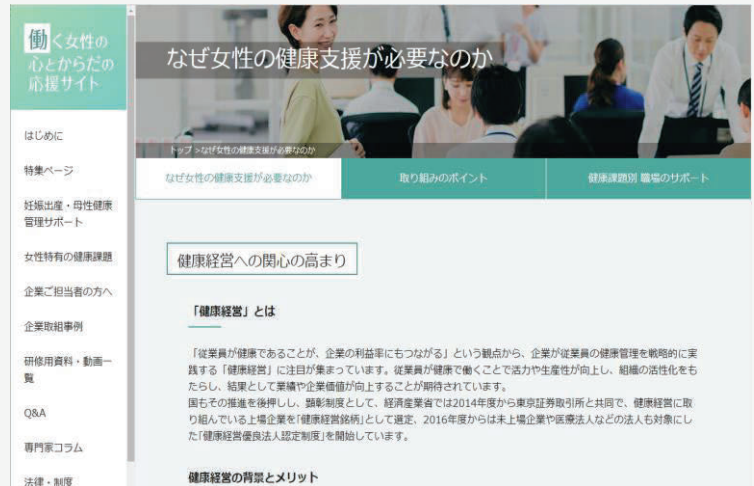 働く女性の
心とからだの
応援サイト
はじめに
特集ページ
妊娠出産・母性健康
管理サポート
女性特有の健康課題
企業ご担当者の方へ
企業取組事例
研修用資料・動画一
覧
Q&A
専門家コラム
法律・制度
なぜ女性の健康支援が必要なのか
トップ >なぜ女性の健康支援が必要なのか
なぜ女性の健康支援が必要なのか
取り組みのポイント
健康課題別 職場のサポート
健康経営への関心の高まり
「健康経営」とは
「従業員が健康であることが、企業の利益率にもつながる」という観点から、企業が従業員の健康管理を戦略的に実
践する「健康経営」に注目が集まっています。従業員が健康で働くことで活力や生産性が向上し、組織の活性化をも
たらし、結果として業績や企業価値が向上することが期待されています。
国もその推進を後押しし、顕彰制度として、経済産業省では2014年度から東京証券取引所と共同で、健康経営に取
り組んでいる上場企業を「健康経営銘柄」として選定、2016年度からは未上場企業や医療法人などの法人も対象にし
た「健康経営優良法人認定制度」を開始しています。
健康経営の背景とメリット